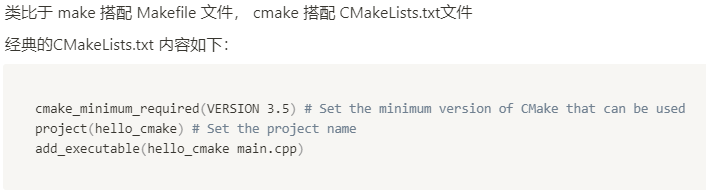 类比于 make 搭配 Makefile 文件， cmake 搭配 CMakeLists.txt文件
经典的CMakeLists.txt 内容如下：
cmake_minimum_required(VERSION 3.5) # Set the minimum version of CMake that can be used
project(hello_cmake) # Set the project name
add_executable(hello_cmake main.cpp)